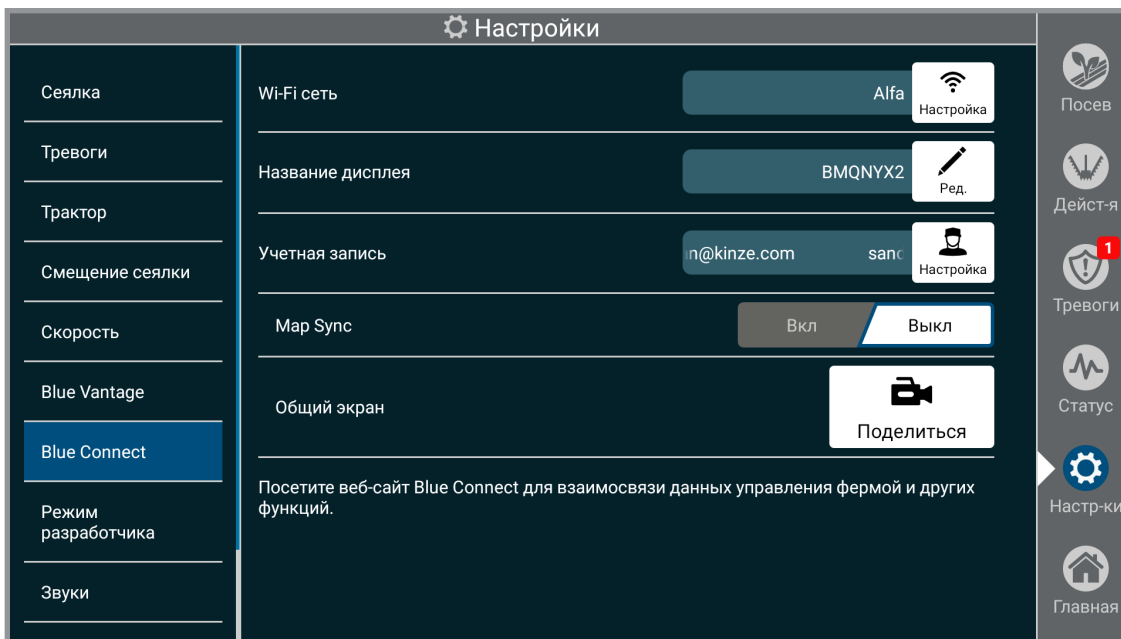 Настройки
Сеялка
Тревоги
Трактор
Смещение сеялки
Скорость
Blue Vantage
Blue Connect
Режим
разработчика
Звуки
Wi-Fi сеть
Alfa
Настройка
Название дисплея
BMQNYX2
Ред.
Учетная запись
n@kinze.com sanc
Настройка
Map Sync
Вкл
Выкл
Общий экран
Поделиться
Посетите веб-сайт Blue Connect для взаимосвязи данных управления фермой и других
функций.
Посев
Дейст-я
1
Тревоги
Статус
Настр-ки
Главная